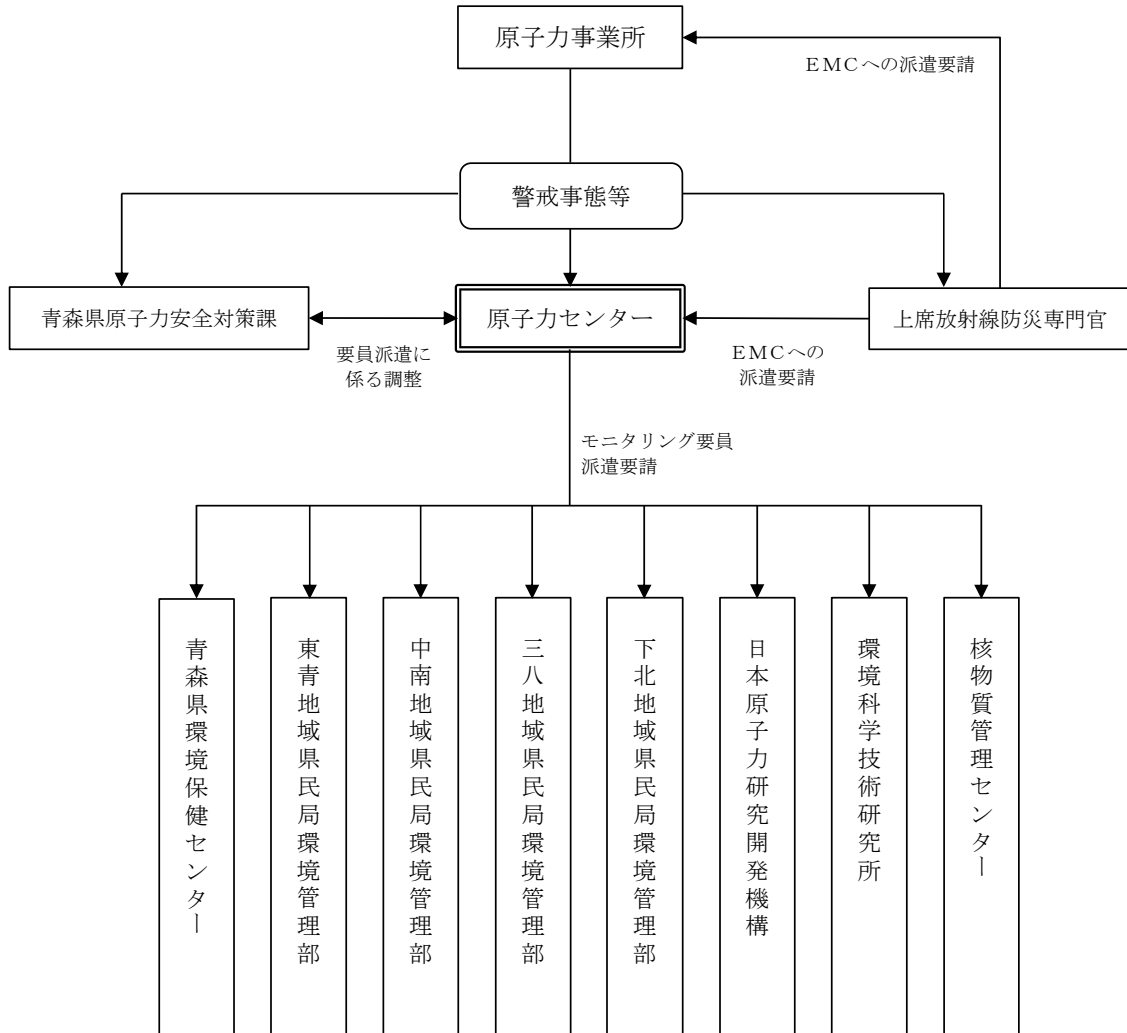 原子力事業所
ＥＭＣへの派遣要請
警戒事態等
青森県原子力安全対策課
原子力センター
上席放射線防災専門官
要員派遣に
係る調整
ＥＭＣへの
派遣要請
モニタリング要員
派遣要請
青森県環境保健センター
東青地域県民局環境管理部
中南地域県民局環境管理部
三八地域県民局環境管理部
下北地域県民局環境管理部
日本原子力研究開発機構
環境科学技術研究所
核物質管理センター